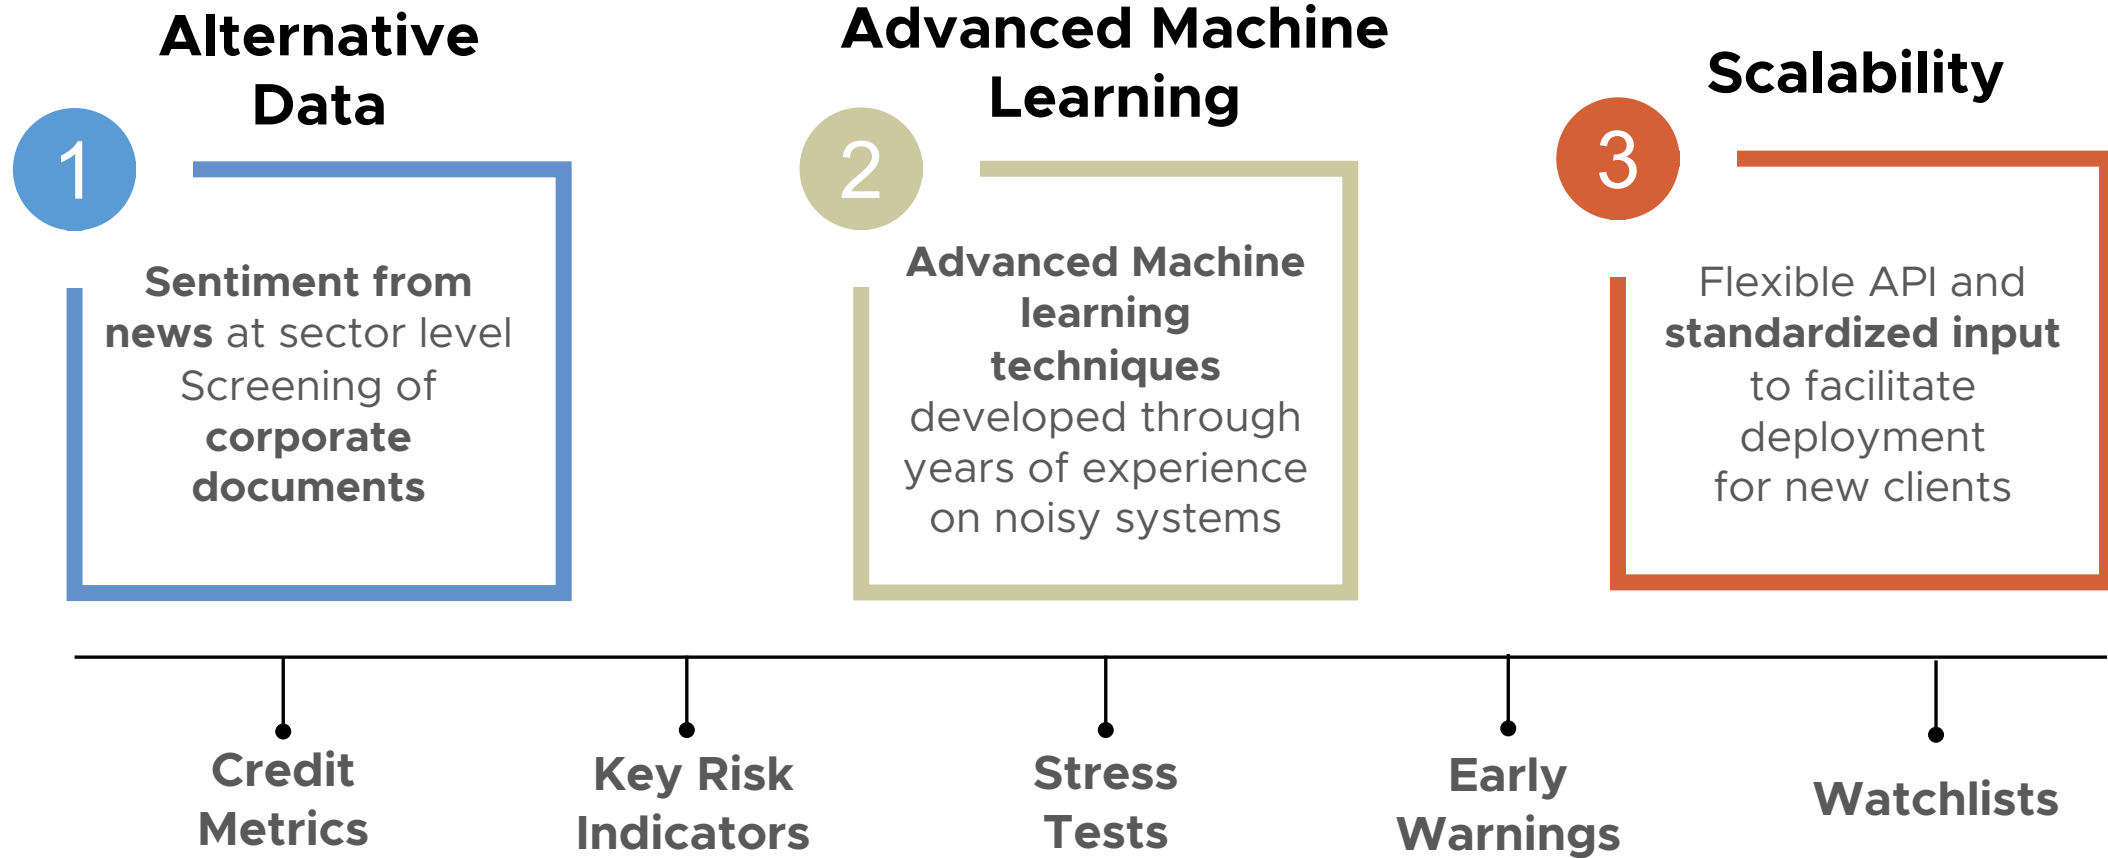 Alternative
Data
1
Sentiment from
news at sector level
Screening of
corporate
documents
Advanced Machine
Learning
2
Advanced Machine
learning
techniques
developed through
years of experience
on noisy systems
Scalability
3
Flexible API and
standardized input
to facilitate
deployment
for new clients
Credit
Metrics
Key Risk
Indicators
Stress
Tests
Early
Warnings
Watchlists